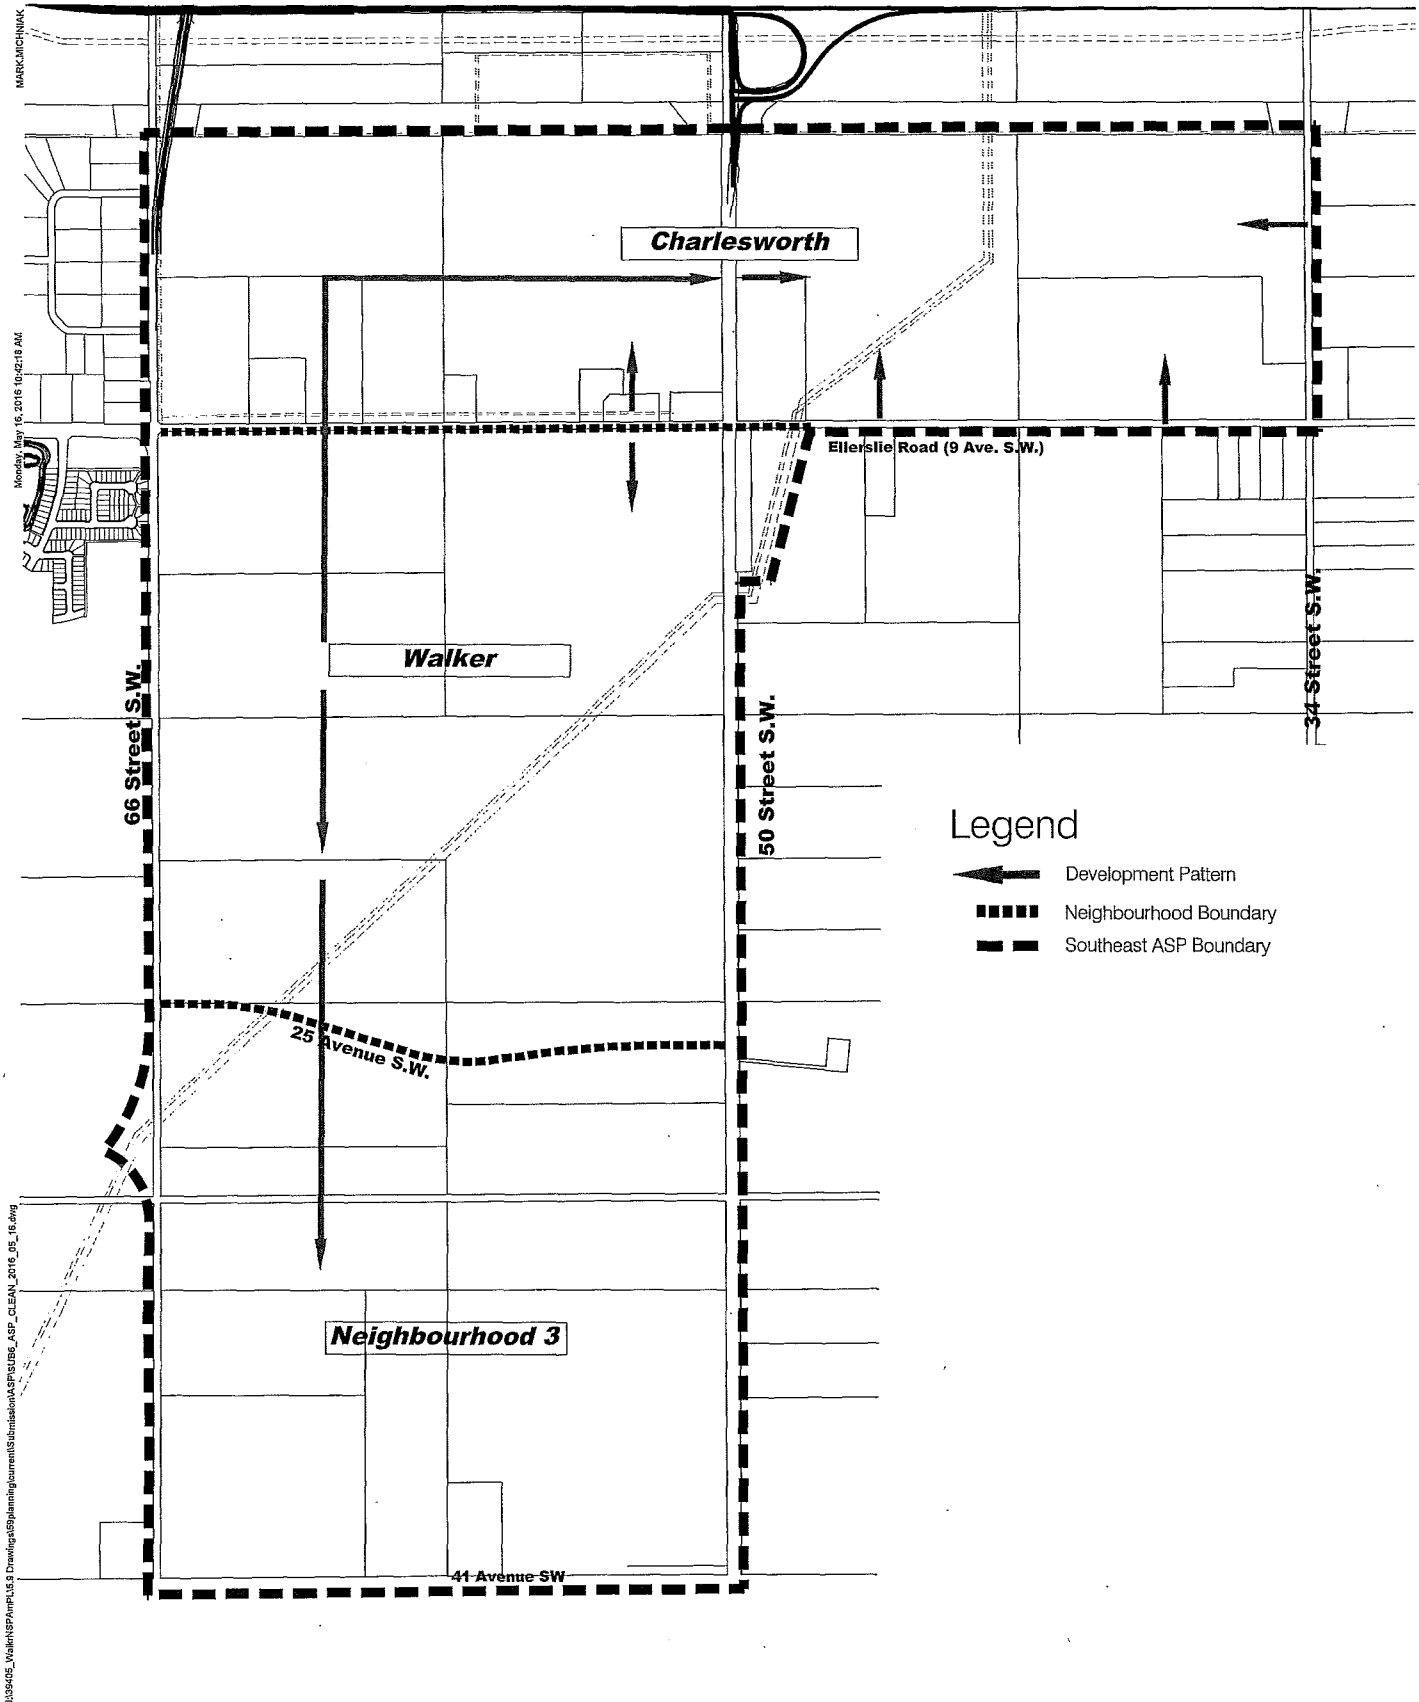 MARK.MICHNIAK
Monday, May 16, 2016 10:42:18 AM
Charlesworth
Ellerslie Road (9 Ave. S.W.)
Walker
66 Street S.W.
50 Street S.W.
34 Street S.W.
Legend
Development Pattern
Neighbourhood Boundary
Southeast ASP Boundary
25 Avenue S.W.
Neighbourhood 3
41 Avenue SW